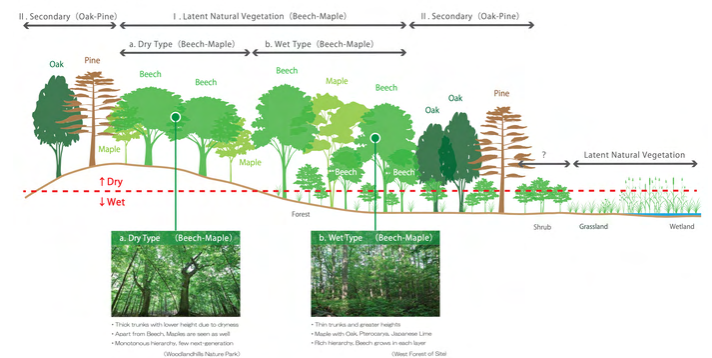 II . Secondary (Oak-Pine)
I . Latent Natural Vegetation (Beech-Maple)
II . Secondary (Oak-Pine)
a. Dry Type (Beech-Maple)
b. Wet Type (Beech-Maple)
Oak
Pine
Beech
Beech
Beech
Maple
Beech
Oak
Oak
Pine
Maple
Maple
Beech
Beech
?
Latent Natural Vegetation
↑ Dry
↓ Wet
Forest
Shrub
Grassland
Wetland
a. Dry Type (Beech-Maple)
b. Wet Type (Beech-Maple)
・Thick trunks with lower height due to dryness
・Apart from Beech, Maples are seen as well
・Monotonous hierarchy, few next-generation
(Woodlandhills Nature Park)
・Thin trunks and greater heights
・Maple with Oak, Pterocarya, Japanese Lime
・Rich hierarchy, Beech grows in each layer
(West Forest of Site)